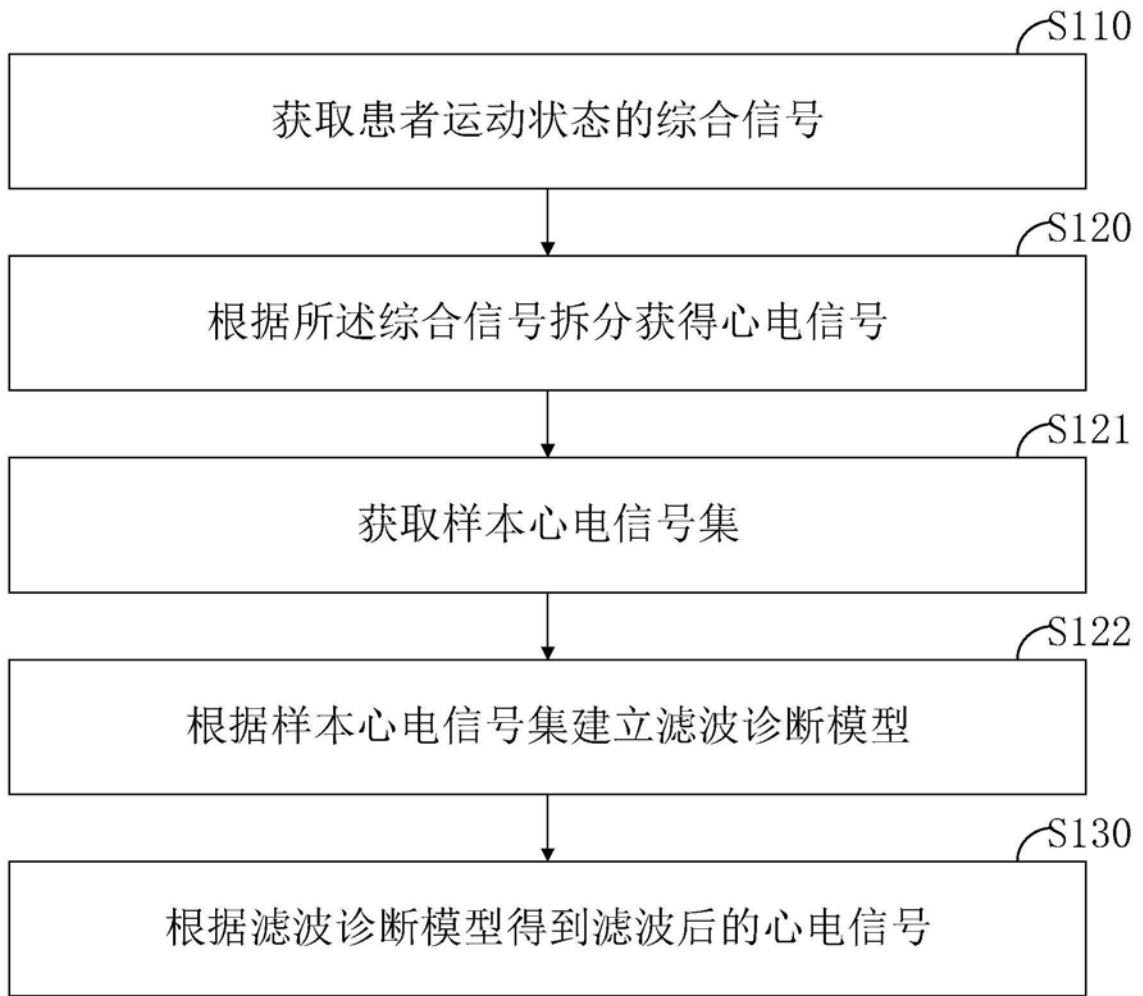 S110
获取患者运动状态的综合信号
S120
根据所述综合信号拆分获得心电信号
S121
获取样本心电信号集
S122
根据样本心电信号集建立滤波诊断模型
S130
根据滤波诊断模型得到滤波后的心电信号